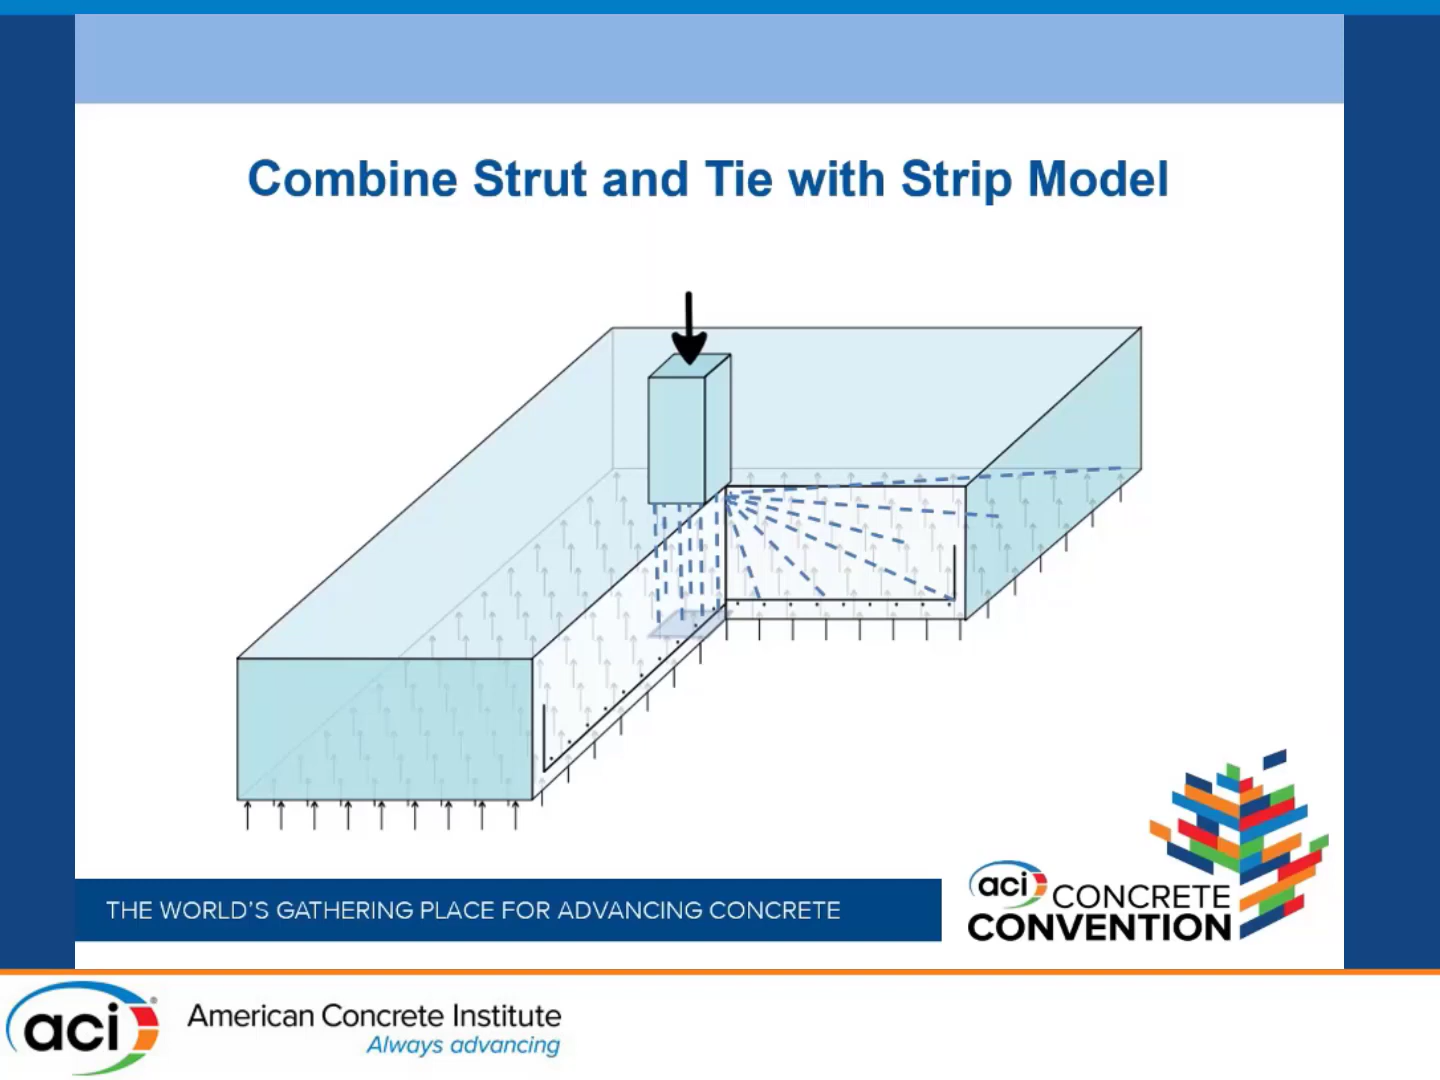 Combine Strut and Tie with Strip Model
THE WORLD'S GATHERING PLACE FOR ADVANCING CONCRETE
aci CONCRETE
CONVENTION
aci
American Concrete Institute
Always advancing